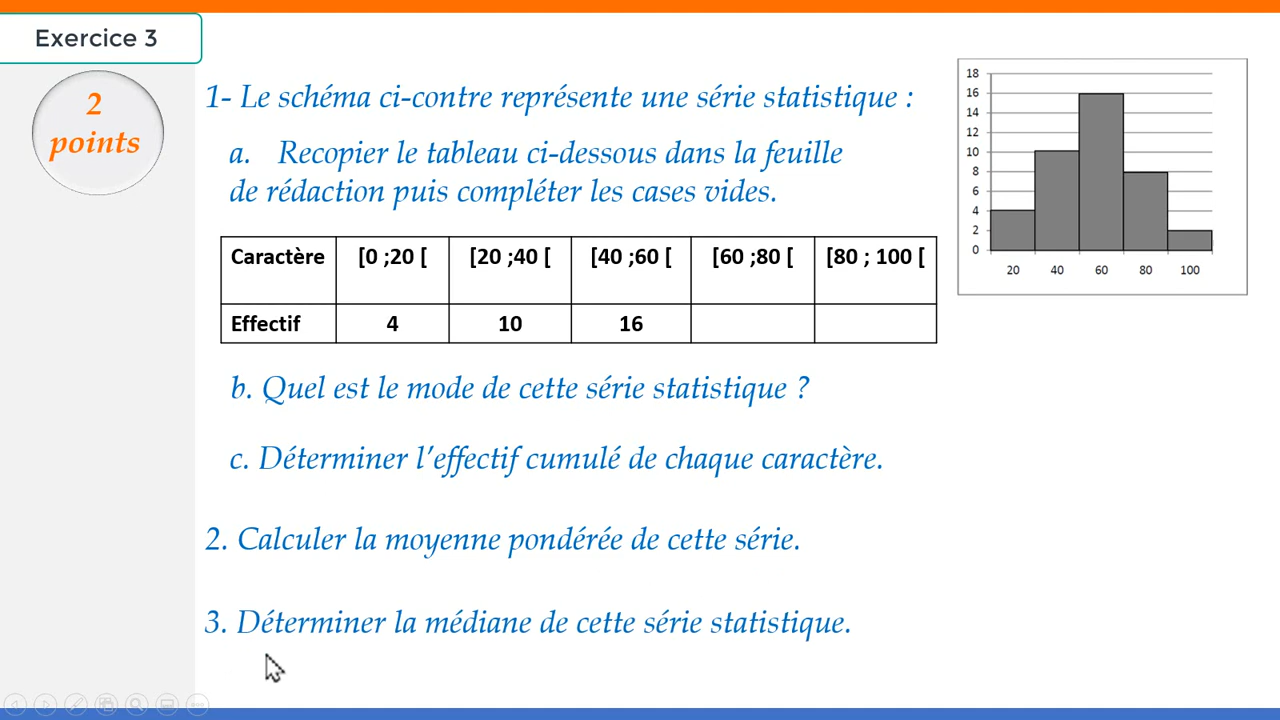 Exercice 3
2
points
1- Le schéma ci-contre représente une série statistique :
a. Recopier le tableau ci-dessous dans la feuille
de rédaction puis compléter les cases vides.
Caractère [0 ;20 [ [20 ;40 [ [40 ;60 [ [60 ;80 [ [80 ; 100 [
Effectif 4 10 16
b. Quel est le mode de cette série statistique ?
c. Déterminer l’effectif cumulé de chaque caractère.
2. Calculer la moyenne pondérée de cette série.
3. Déterminer la médiane de cette série statistique.
18
16
14
12
10
8
6
4
2
0
20 40 60 80 100